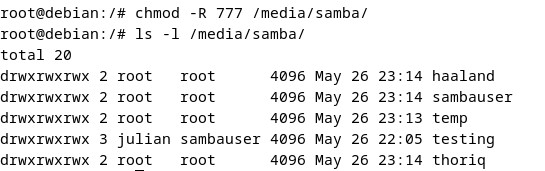 root@debian:/# chmod -R 777 /media/samba/
root@debian:/# ls -l /media/samba/
total 20
drwxrwxrwx 2 root   root      4096 May 26 23:14 haaland
drwxrwxrwx 2 root   root      4096 May 26 23:14 sambauser
drwxrwxrwx 2 root   root      4096 May 26 23:13 temp
drwxrwxrwx 3 julian sambauser 4096 May 26 22:05 testing
drwxrwxrwx 2 root   root      4096 May 26 23:14 thoriq